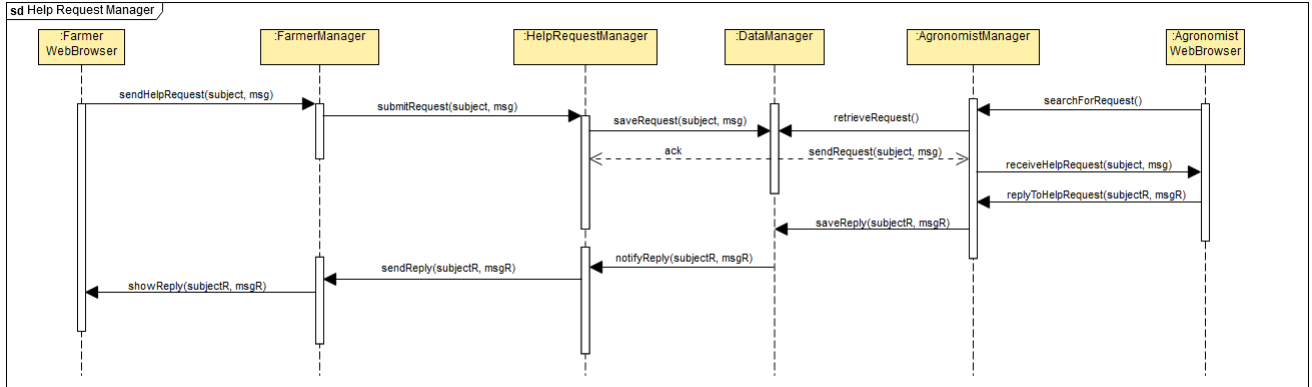 sd Help Request Manager
:Farmer
WebBrowser
:FarmerManager
:HelpRequestManager
:DataManager
:AgronomistManager
:Agronomist
WebBrowser
sendHelpRequest(subject, msg)
submitRequest(subject, msg)
searchForRequest()
saveRequest(subject, msg)
retrieveRequest()
ack
sendRequest(subject, msg)
receiveHelpRequest(subject, msg)
replyToHelpRequest(subjectR, msgR)
saveReply(subjectR, msgR)
notifyReply(subjectR, msgR)
sendReply(subjectR, msgR)
showReply(subjectR, msgR)